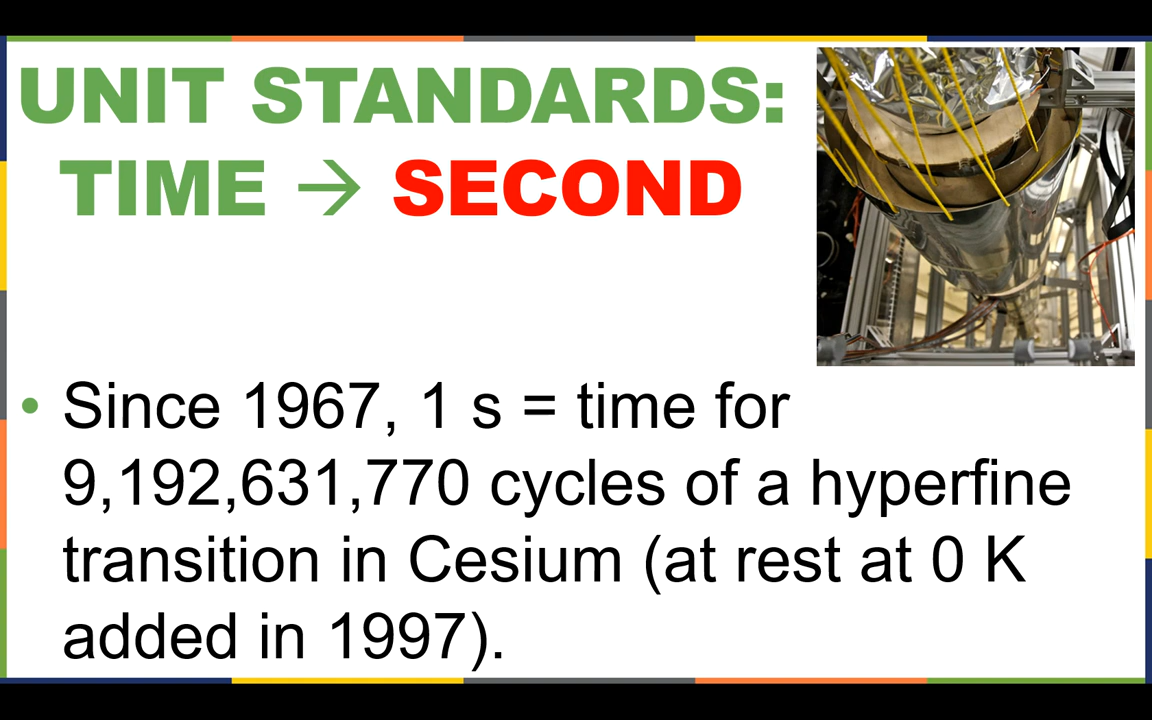 UNIT STANDARDS:
TIME → SECOND
• Since 1967, 1 s = time for
9,192,631,770 cycles of a hyperfine
transition in Cesium (at rest at 0 K
added in 1997).